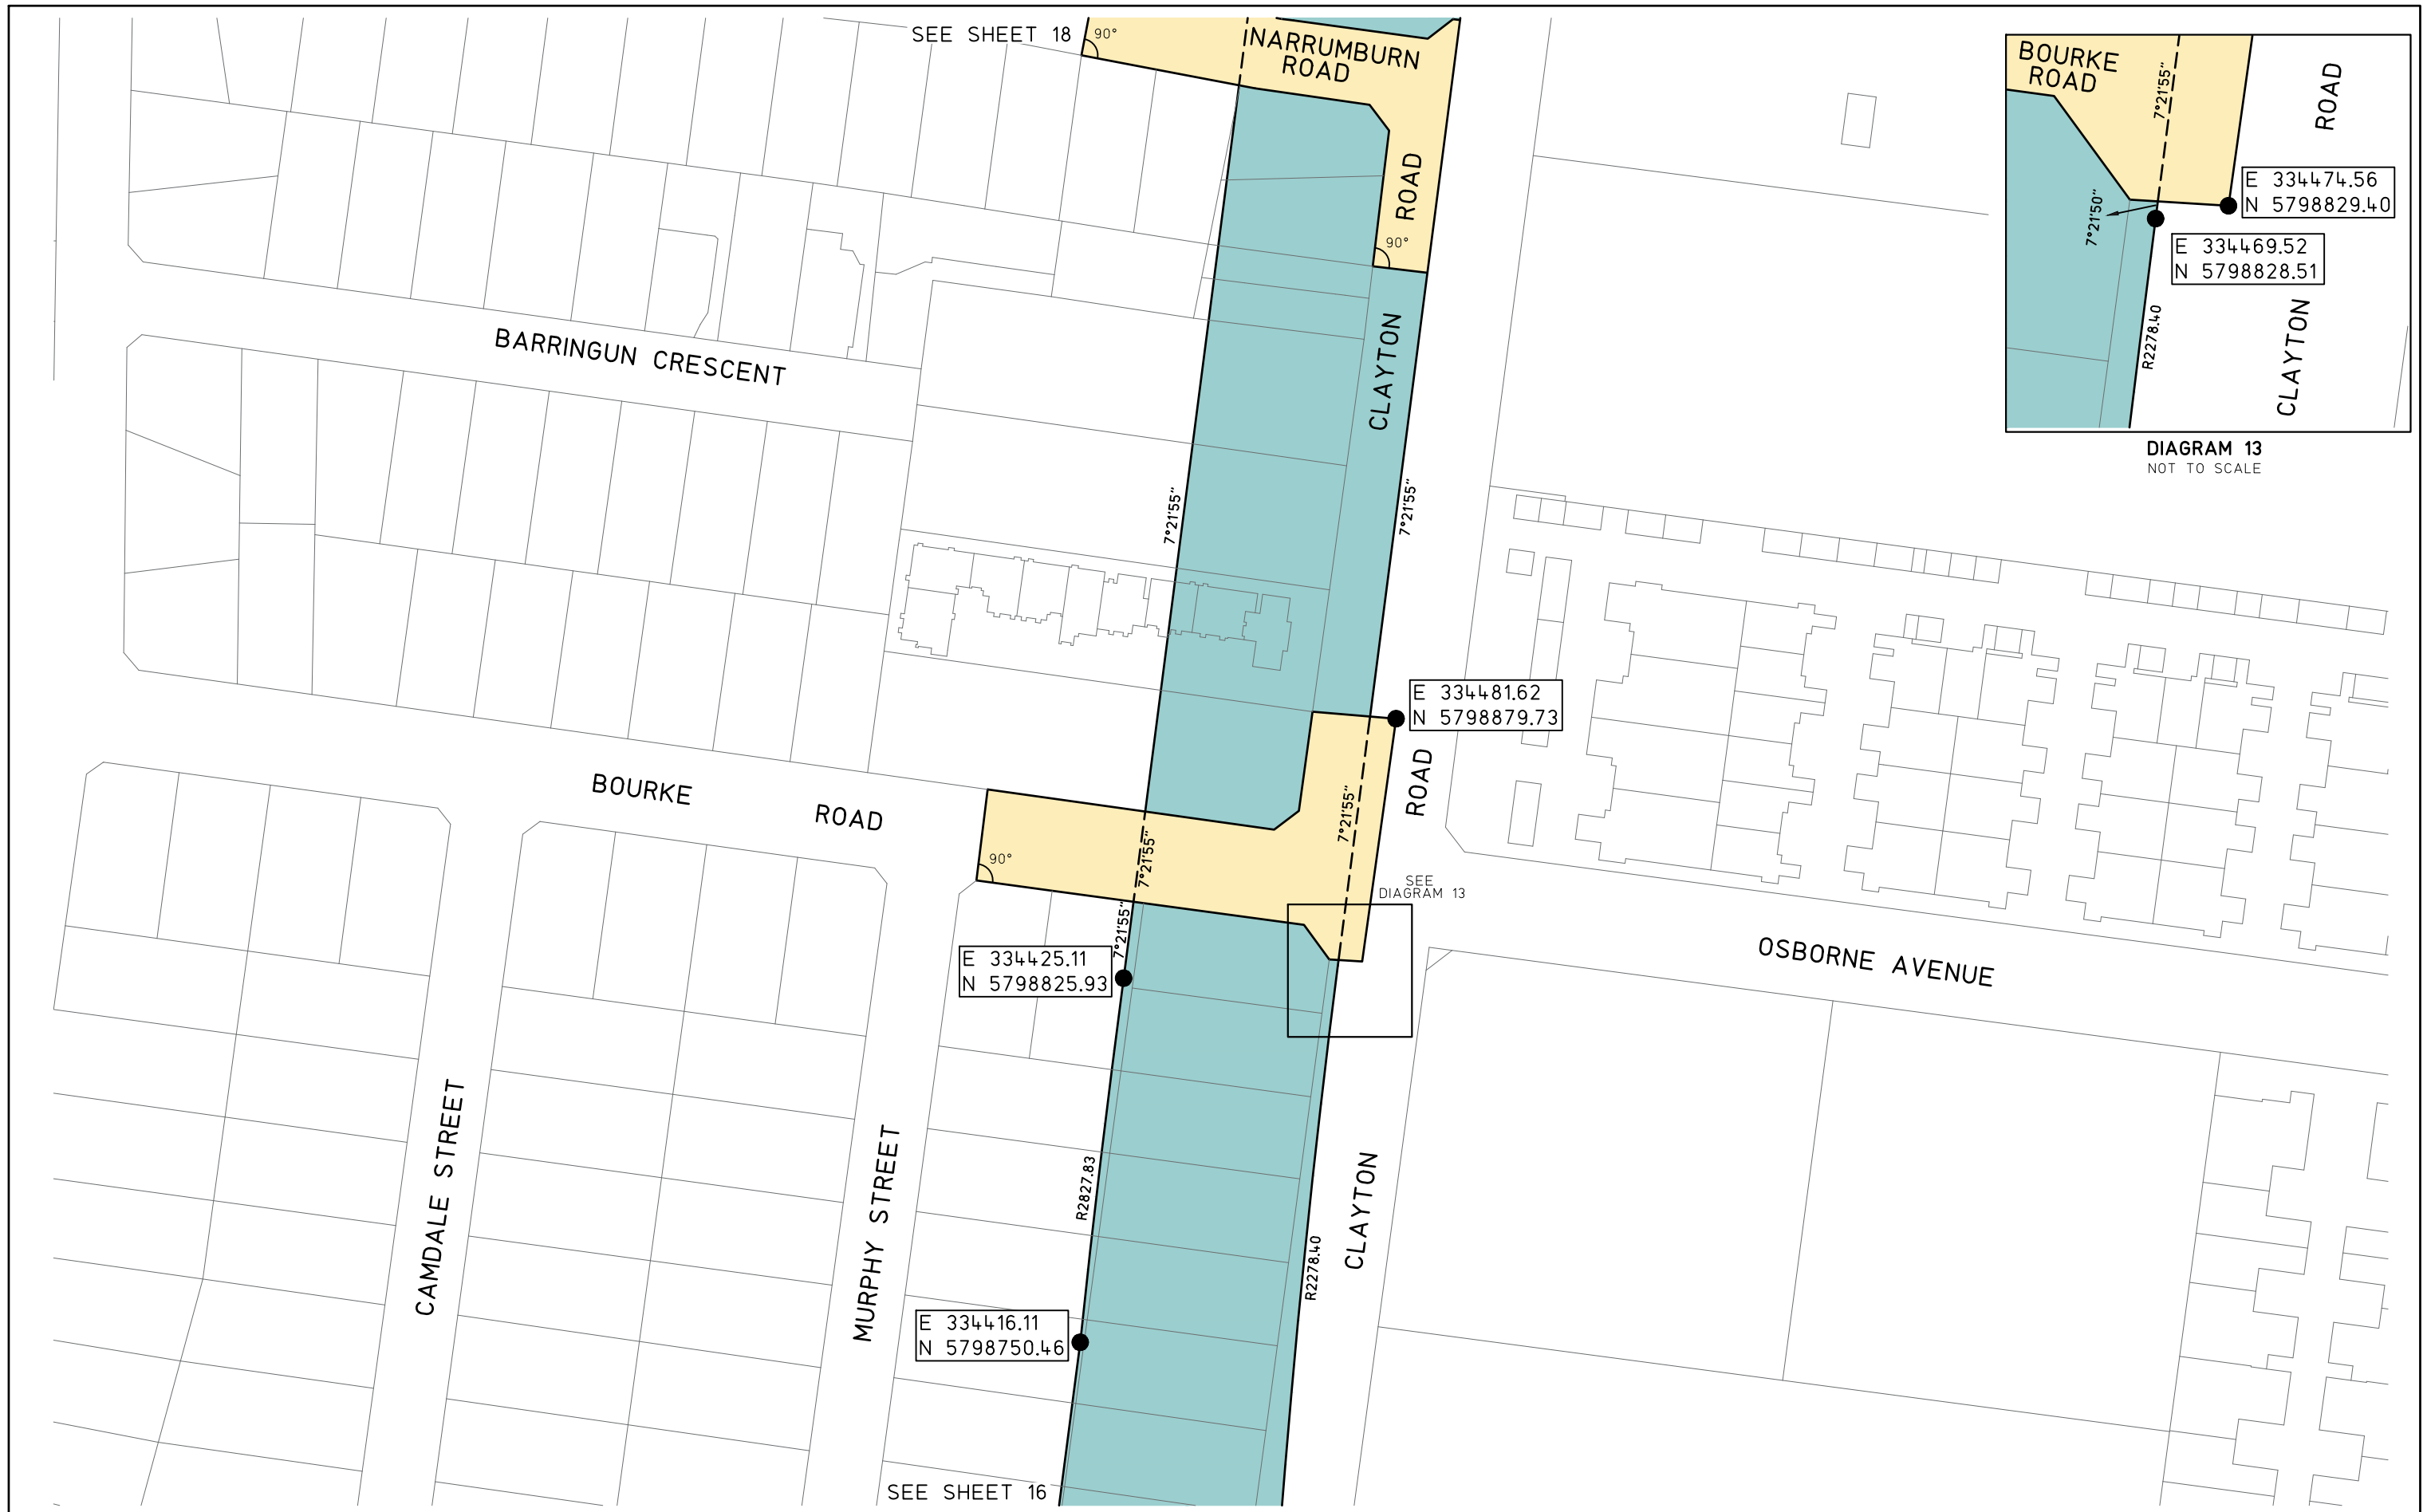 SEE SHEET 18
90°
NARRUMBURN
ROAD
ROAD
90°
CLAYTON
BARRINGUN CRESCENT
7°21'55"
7°21'55"
BOURKE
ROAD
7°21'55"
ROAD
E 334474.56
N 5798829.40
7°21'50"
E 334469.52
N 5798828.51
R2278.40
CLAYTON
DIAGRAM 13
NOT TO SCALE
E 334481.62
N 5798879.73
BOURKE
ROAD
ROAD
7°21'55"
7°21'55"
90°
SEE
DIAGRAM 13
7°21'55"
E 334425.11
N 5798825.93
OSBORNE AVENUE
CAMDALE STREET
MURPHY STREET
R2827.83
CLAYTON
R2278.40
E 334416.11
N 5798750.46
SEE SHEET 16